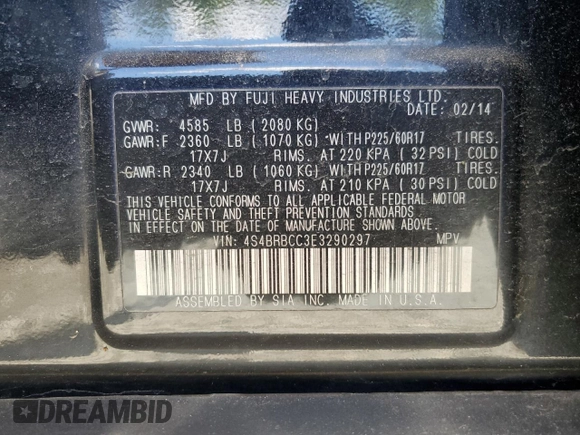 MFD BY FUJI HEAVY INDUSTRIES LTD.
DATE: 02/14
GVWR: 4585 LB ( 2080 KG)
GAWR:F 2360 LB ( 1070 KG) WITH P225/60R17 TIRES.
17X7J RIMS. AT 220 KPA ( 32 PSI) COLD
GAWR:R 2340 LB ( 1060 KG) WITH P225/60R17 TIRES.
17X7J RIMS. AT 210 KPA ( 30 PSI) COLD
THIS VEHICLE CONFORMS TO ALL APPLICABLE FEDERAL MOTOR
VEHICLE SAFETY AND THEFT PREVENTION STANDARDS
IN EFFECT ON THE DATE OF MANUFACTURE SHOWN ABOVE.
VIN: 4S4BRBCC3E3290297 MPV
ASSEMBLED BY SIA INC. MADE IN U.S.A.
DREAMBID